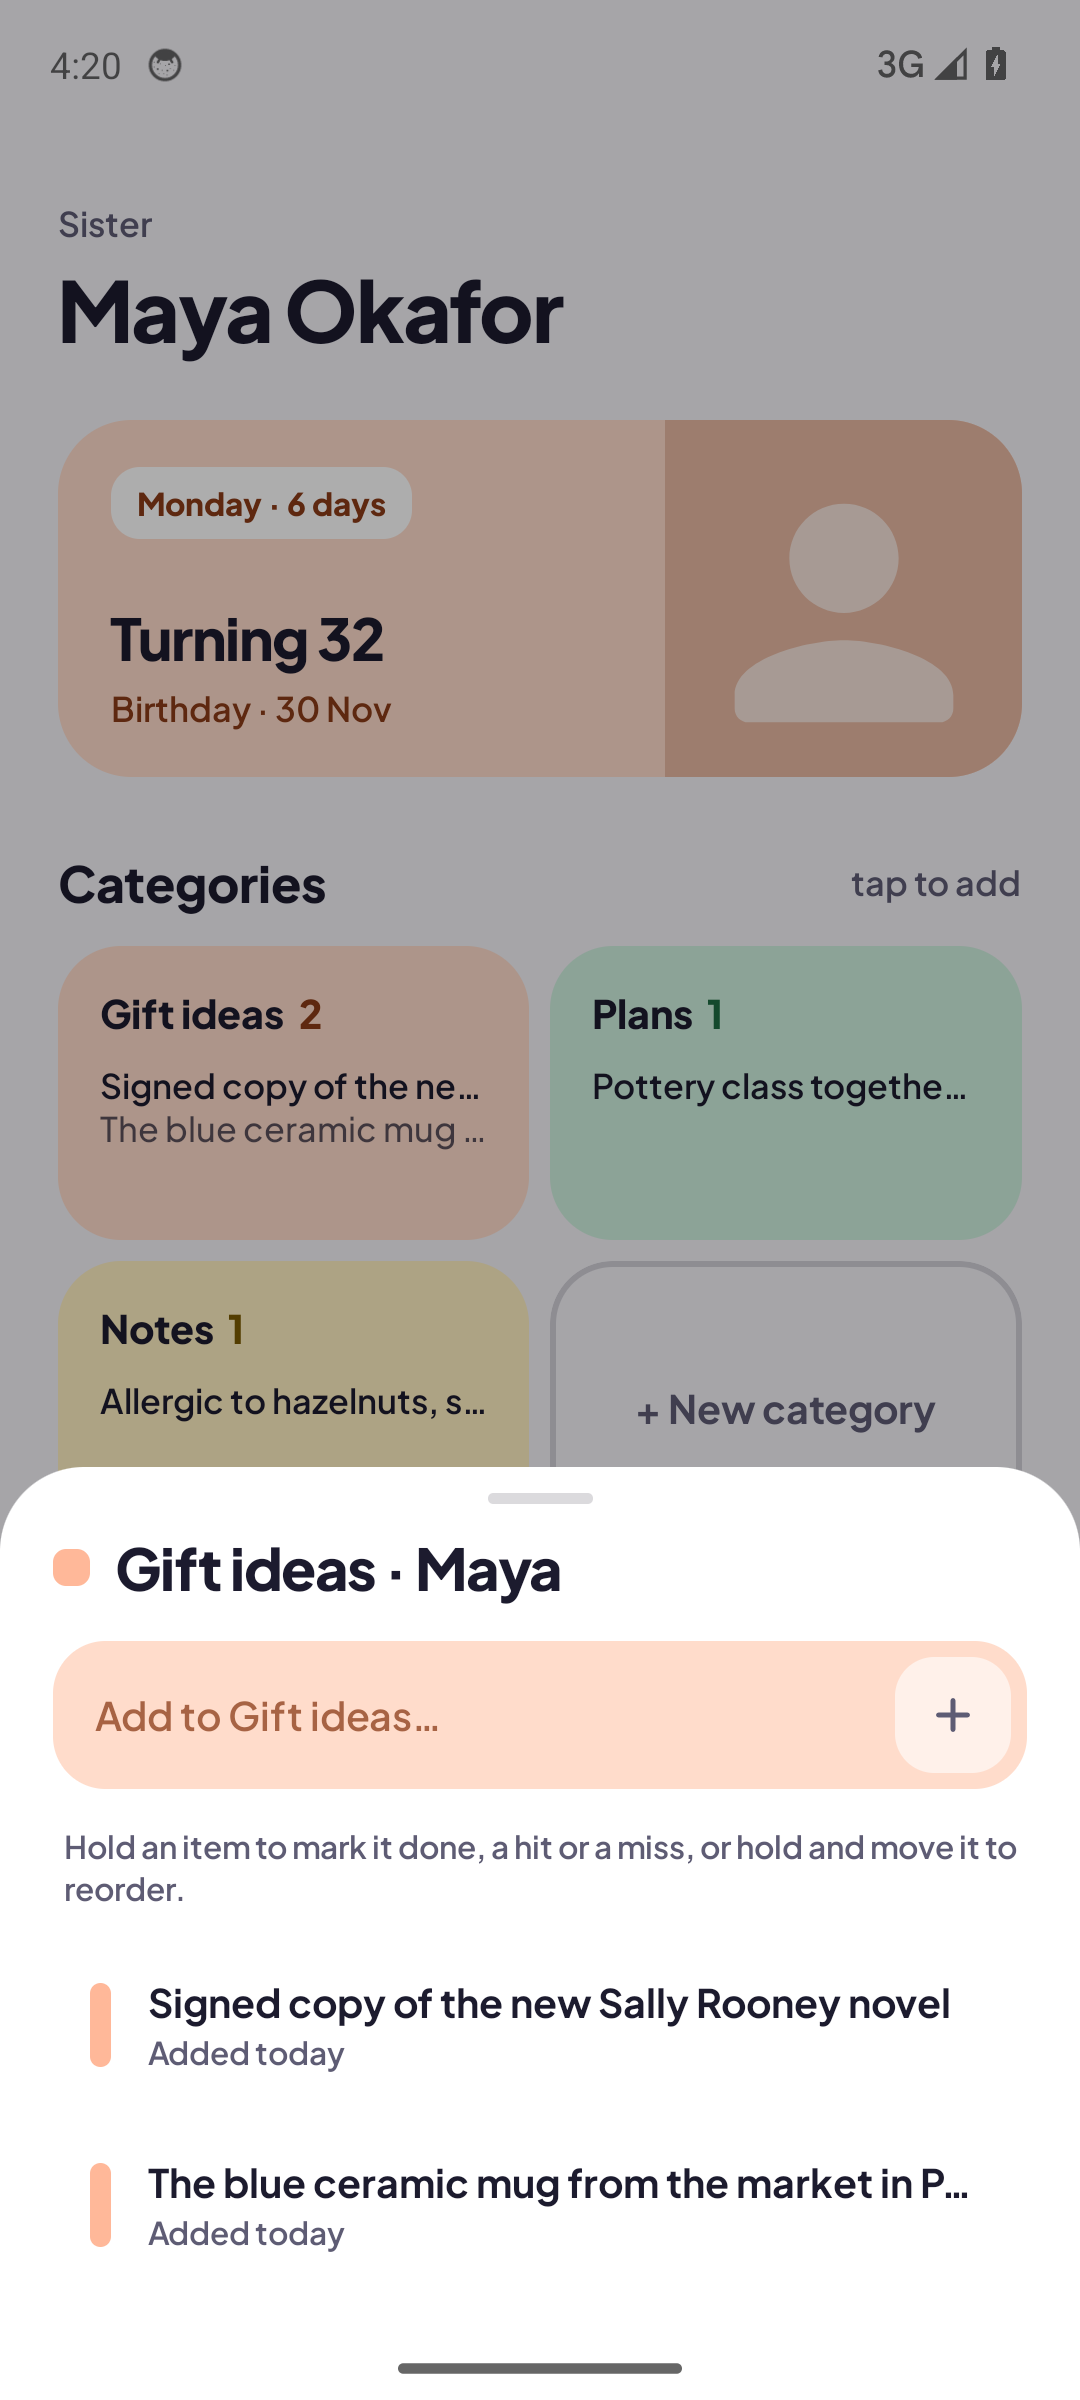 4:20
3G
Sister
Maya Okafor
Monday · 6 days
Turning 32
Birthday · 30 Nov
Categories
tap to add
Gift ideas 2
Signed copy of the ne…
The blue ceramic mug …
Plans 1
Pottery class togethe…
Notes 1
Allergic to hazelnuts, s…
+ New category
Gift ideas · Maya
Add to Gift ideas…
Hold an item to mark it done, a hit or a miss, or hold and move it to
reorder.
Signed copy of the new Sally Rooney novel
Added today
The blue ceramic mug from the market in P…
Added today